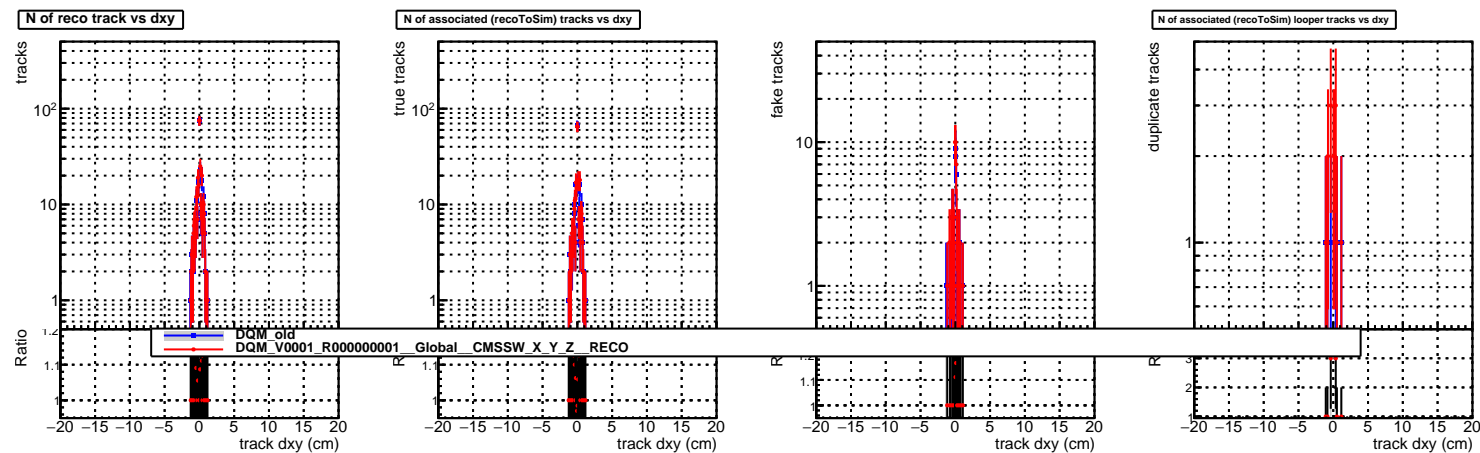 N of reco track vs dxy
N of associated (recoToSim) tracks vs dxy
N of associated (recoToSim) looper tracks vs dxy
tracks
10²
10
1
Ratio
1.1
1
−20 −15 −10 −5 0 5 10 15 20
track dxy (cm)
true tracks
10²
10
1
1.1
1
−20 −15 −10 −5 0 5 10 15 20
track dxy (cm)
fake tracks
10
1
1.1
1
−20 −15 −10 −5 0 5 10 15 20
track dxy (cm)
duplicate tracks
1
3
2
1
−20 −15 −10 −5 0 5 10 15 20
track dxy (cm)
DQM_old
DQM_V0001_R000000001__Global__CMSSW_X_Y_Z__RECO